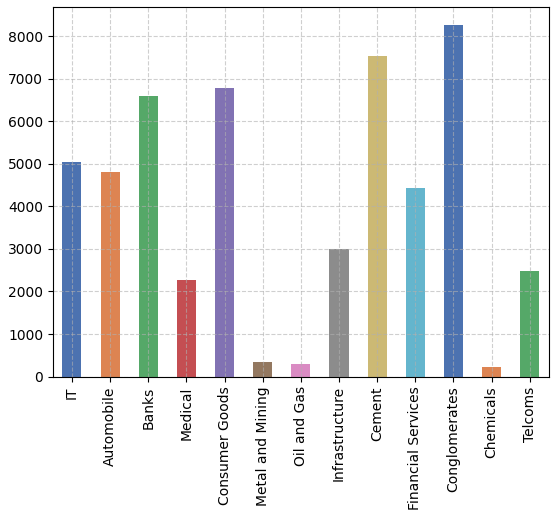 8000
7000
6000
5000
4000
3000
2000
1000
0
IT
Automobile
Banks
Medical
Consumer Goods
Metal and Mining
Oil and Gas
Infrastructure
Cement
Financial Services
Conglomerates
Chemicals
Telcoms